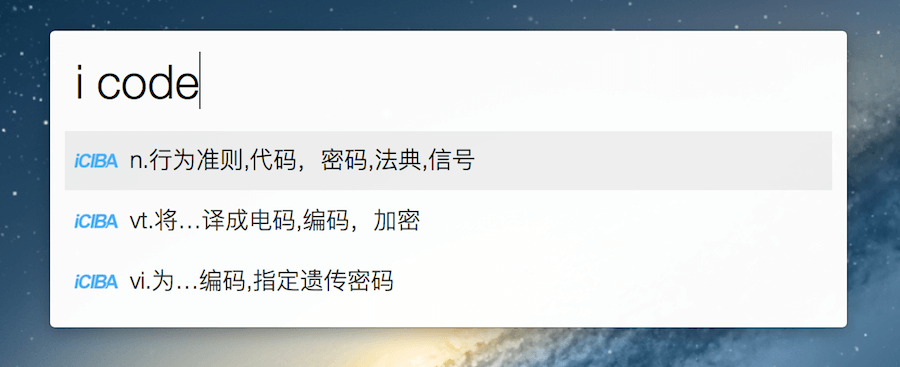 i code
iCIBA n.行为准则,代码，密码,法典,信号
iCIBA vt.将…译成电码,编码，加密
iCIBA vi.为…编码,指定遗传密码